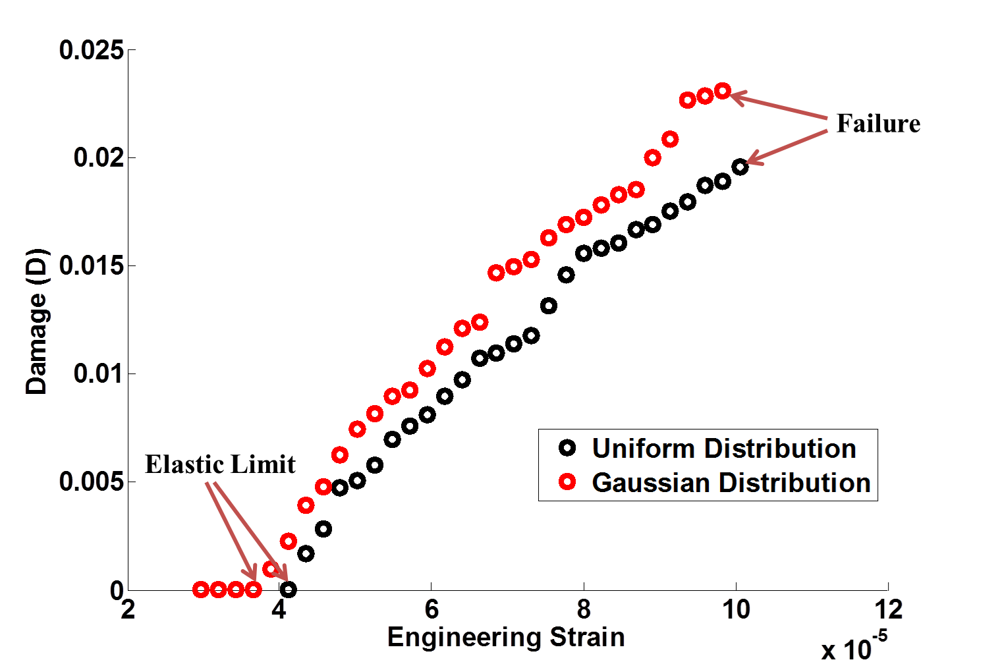 0.025
0.02
0.015
0.01
0.005
0
2
4
6
8
10
12
Damage (D)
Engineering Strain
x 10-5
Failure
Elastic Limit
Uniform Distribution
Gaussian Distribution